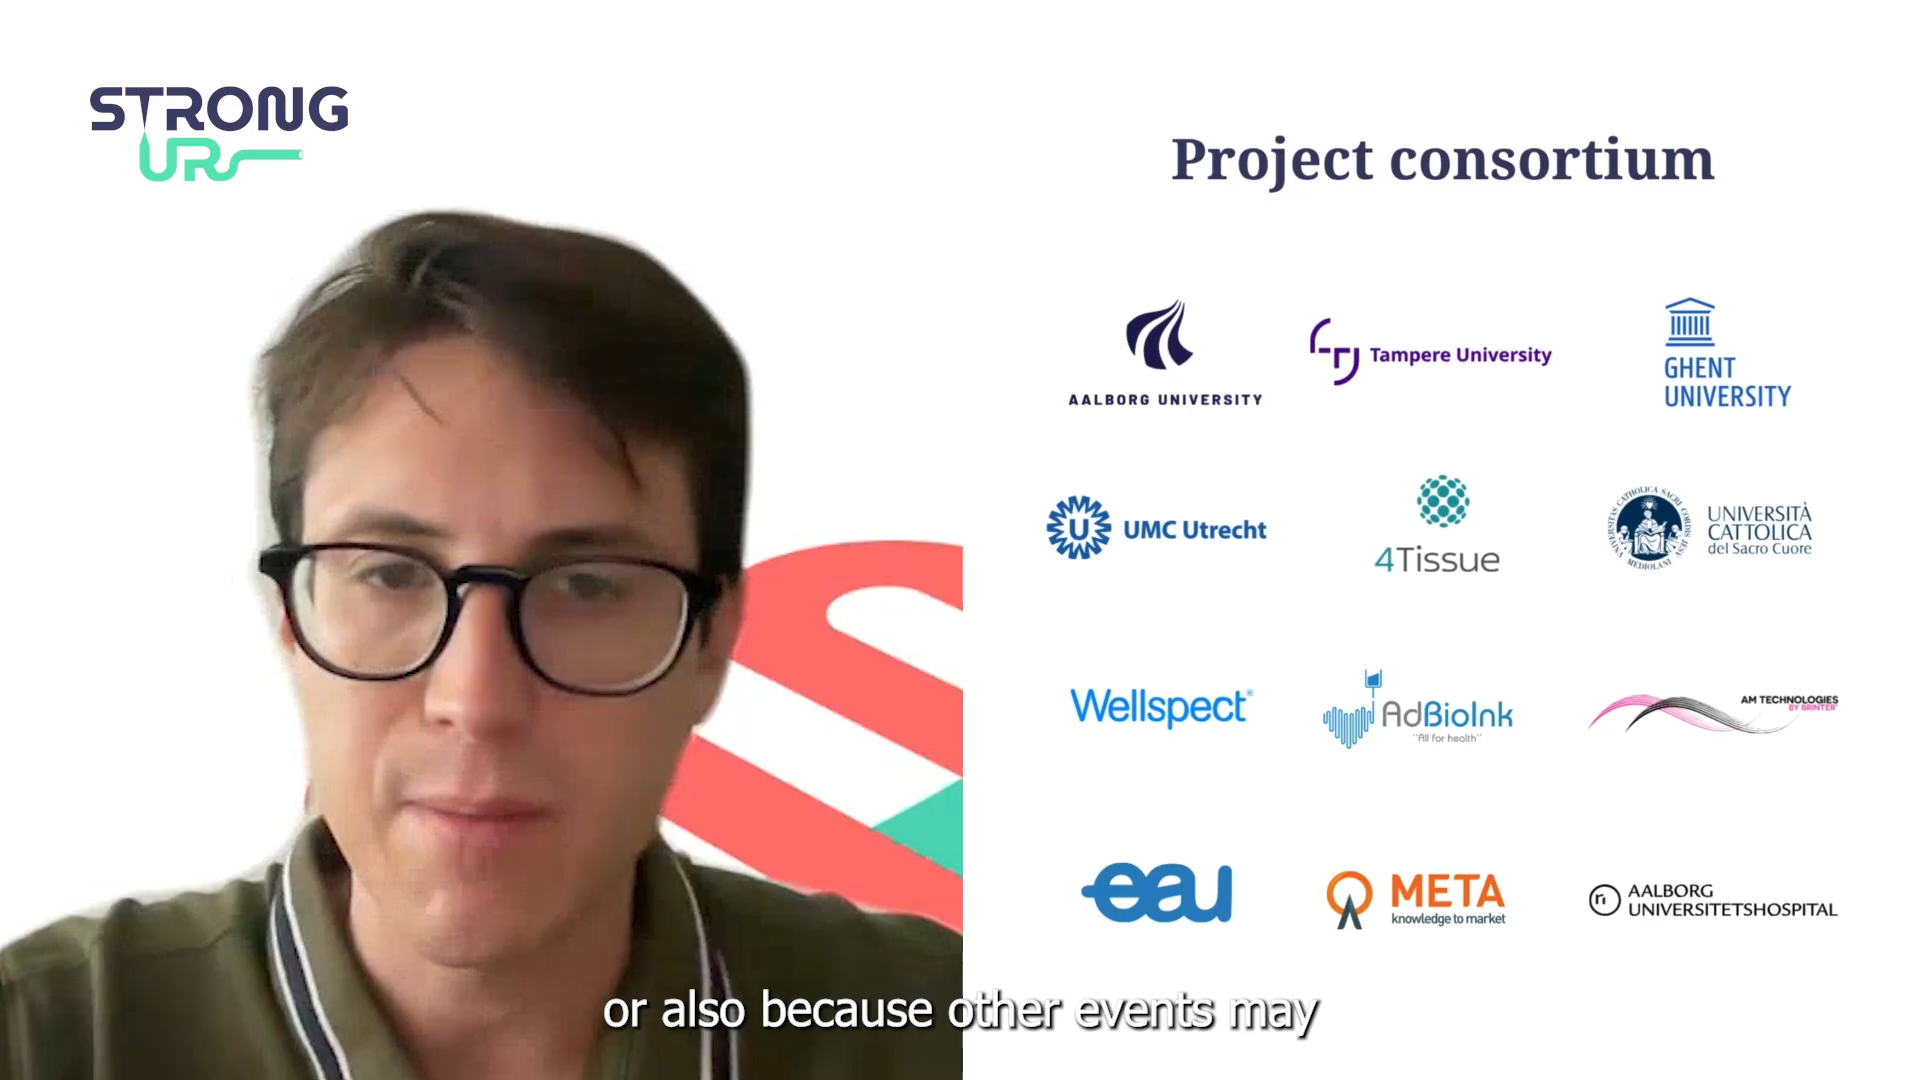 STRONG
UR
Project consortium
AALBORG UNIVERSITY
Tampere University
GHENT
UNIVERSITY
UMC Utrecht
4Tissue
UNIVERSITÀ
CATTOLICA
del Sacro Cuore
Wellspect®
AdBioInk
"All for health"
AM TECHNOLOGIES
BY BRINTER
eau
META
knowledge to market
AALBORG
UNIVERSITETSHOSPITAL
or also because other events may